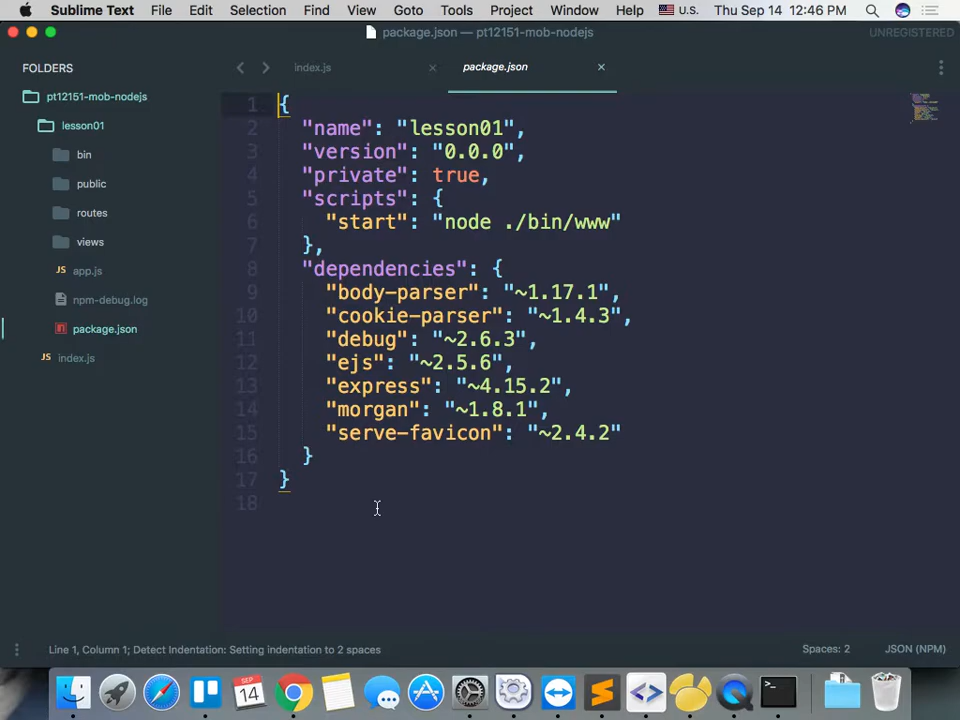 Sublime Text File Edit Selection Find View Goto Tools Project Window Help U.S. Thu Sep 14 12:46 PM
package.json — pt12151-mob-nodejs UNREGISTERED
FOLDERS
pt12151-mob-nodejs
lesson01
bin
public
routes
views
JS app.js
npm-debug.log
package.json
JS index.js
index.js × package.json ×
1 {
2 "name": "lesson01",
3 "version": "0.0.0",
4 "private": true,
5 "scripts": {
6 "start": "node ./bin/www"
7 },
8 "dependencies": {
9 "body-parser": "~1.17.1",
10 "cookie-parser": "~1.4.3",
11 "debug": "~2.6.3",
12 "ejs": "~2.5.6",
13 "express": "~4.15.2",
14 "morgan": "~1.8.1",
15 "serve-favicon": "~2.4.2"
16 }
17 }
18
Line 1, Column 1; Detect Indentation: Setting indentation to 2 spaces Spaces: 2 JSON (NPM)
SEP
14